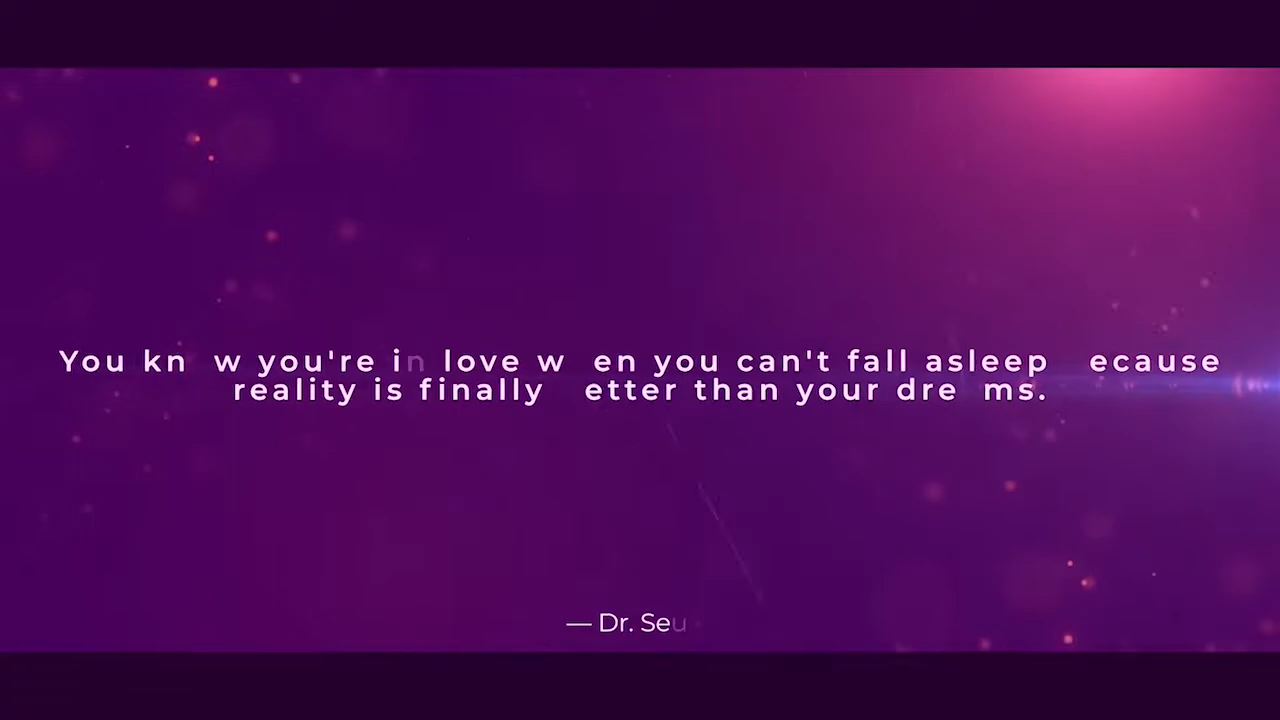 You kn w you're in love w en you can't fall asleep ecause
reality is finally etter than your dre ms.
— Dr. Seu